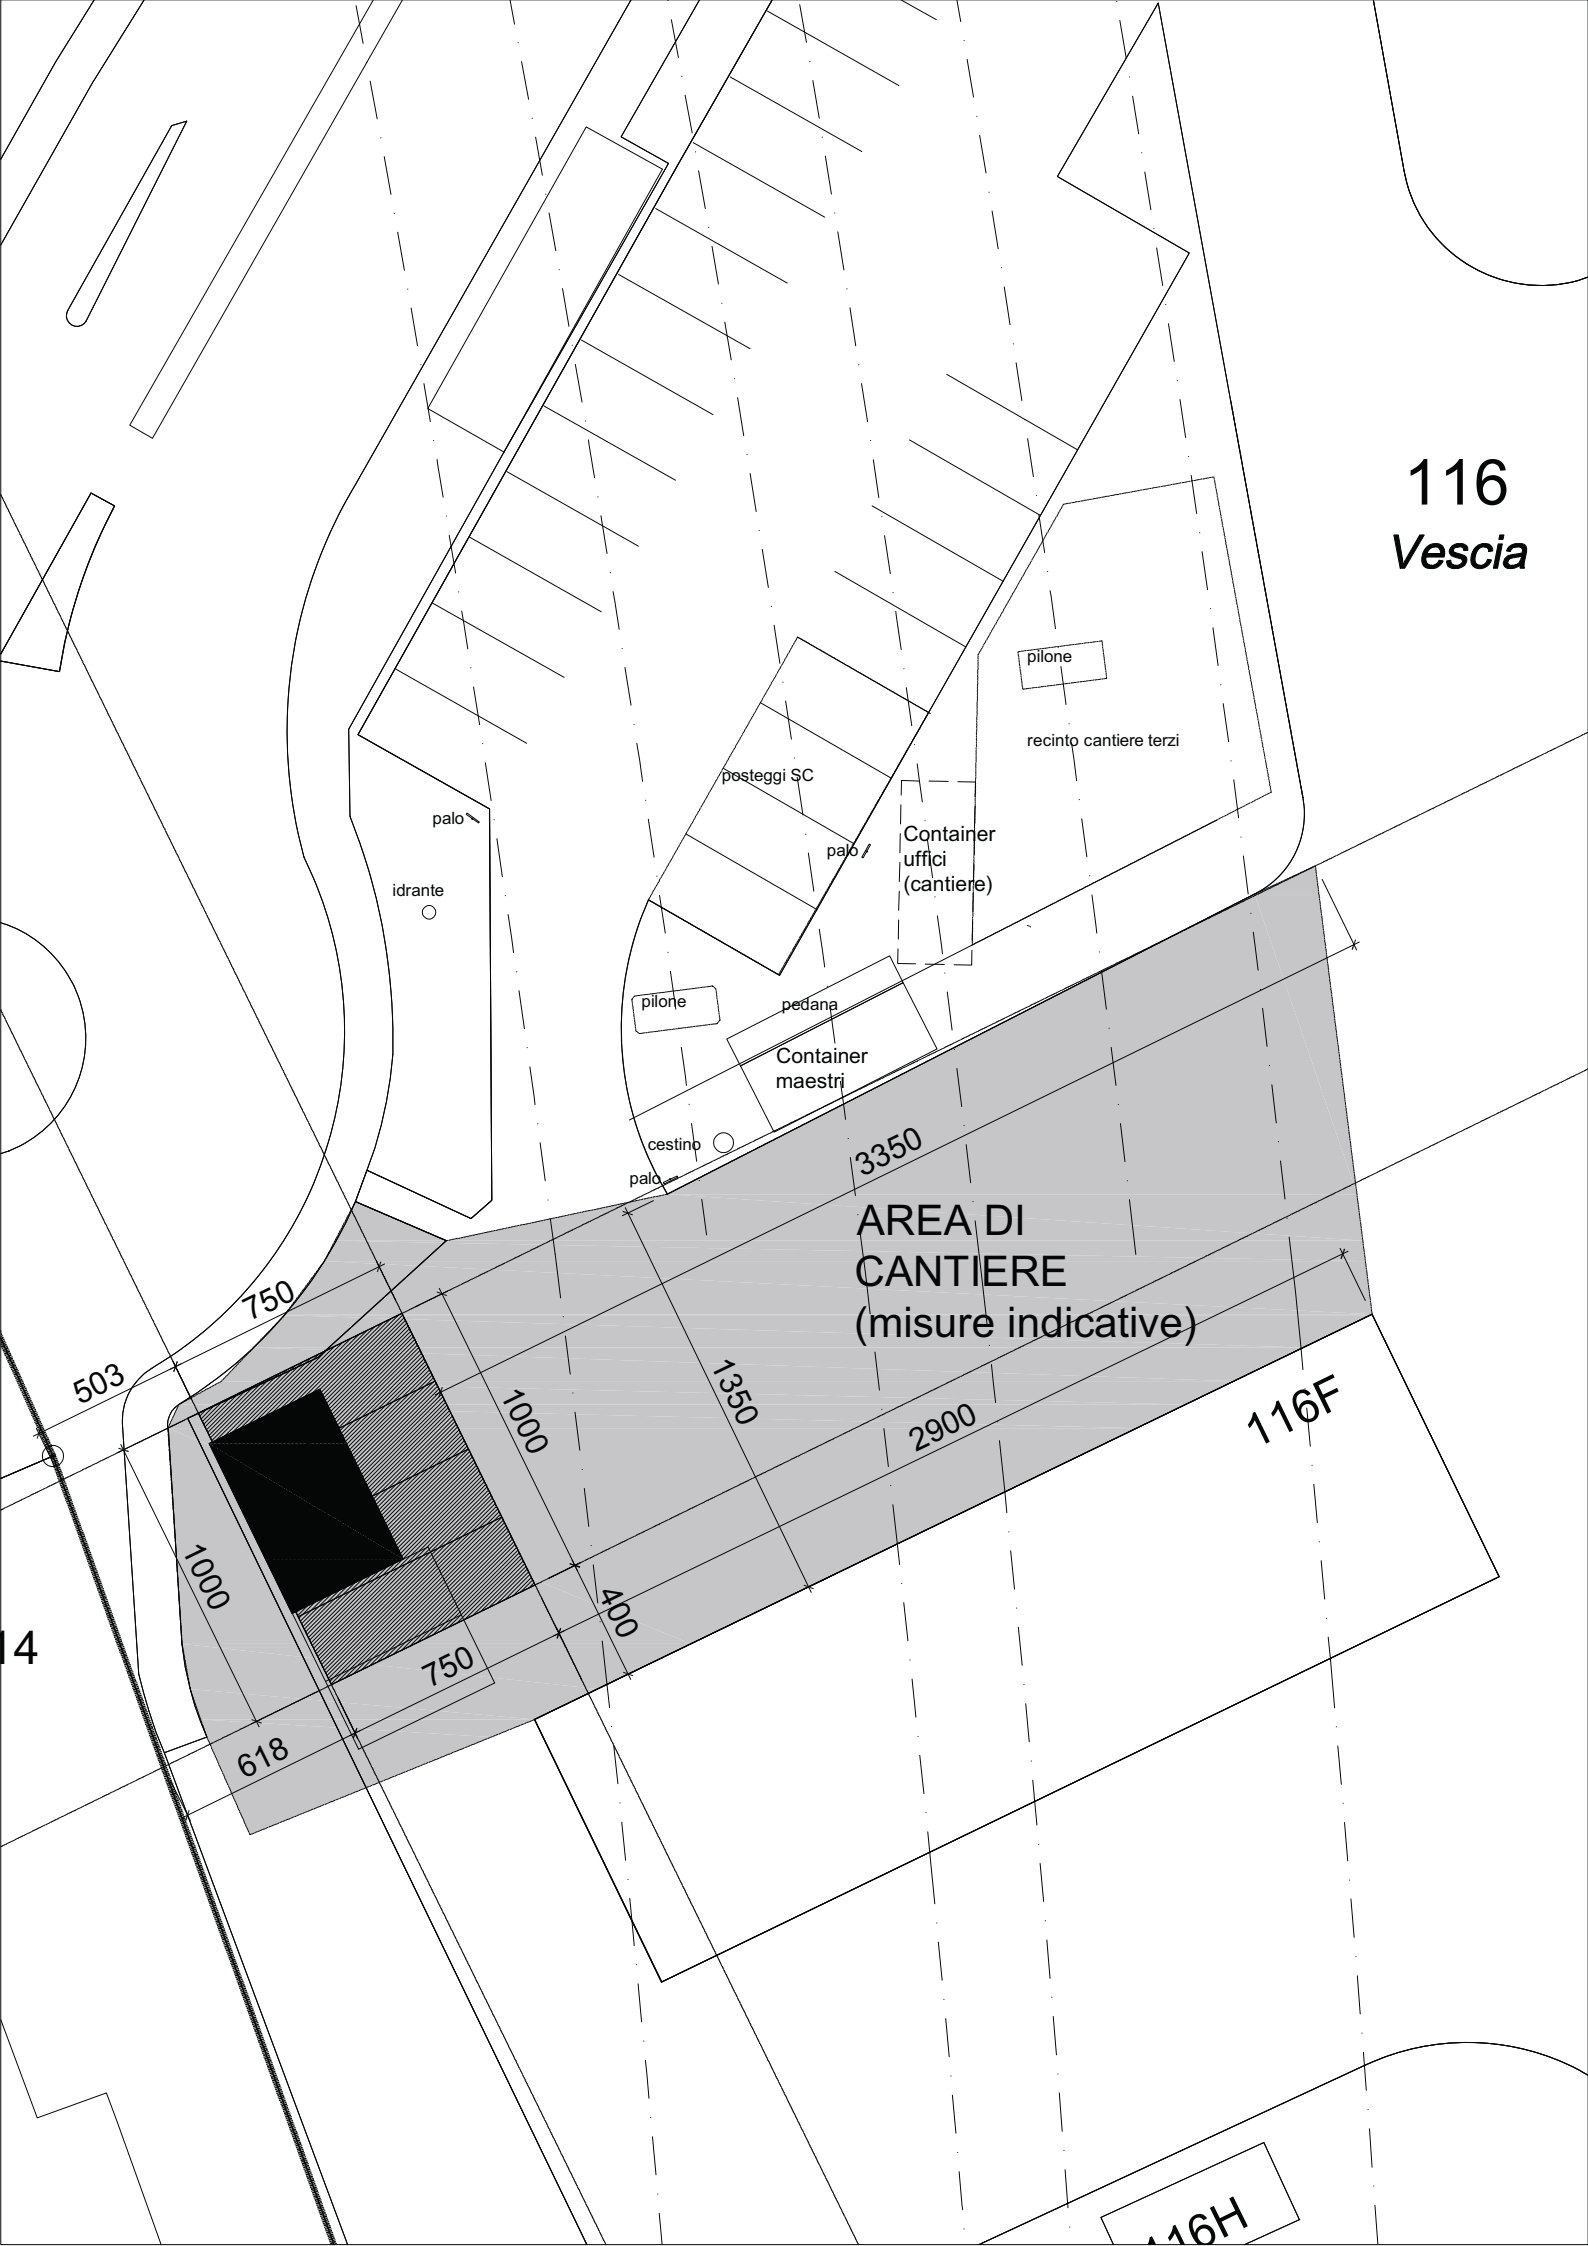 116
Vescia
pilone
recinto cantiere terzi
posteggi SC
palo
palo
Container
uffici
(cantiere)
idrante
pilone
pedana
Container
maestri
cestino
palo
3350
AREA DI
CANTIERE
(misure indicative)
750
503
1000
1350
2900
116F
1000
400
750
618
14
116H